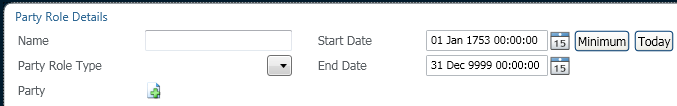 Party Role Details
Name Start Date 01 Jan 1753 00:00:00 15 Minimum Today
Party Role Type End Date 31 Dec 9999 00:00:00 15
Party